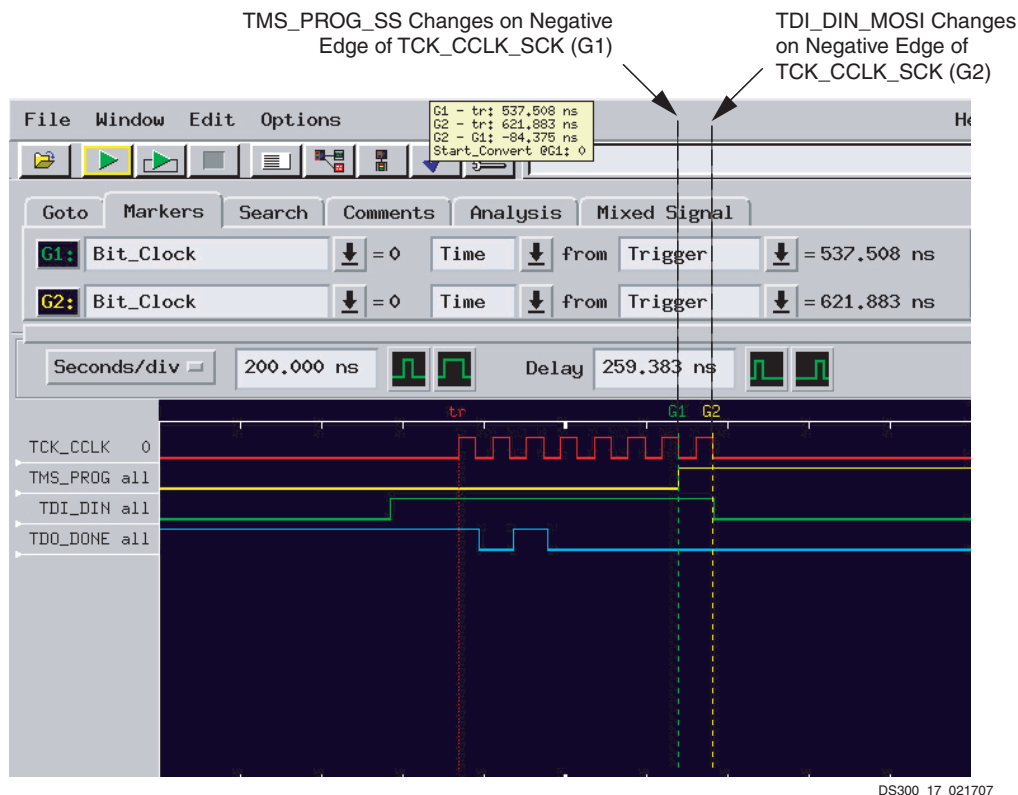 TMS_PROG_SS Changes on Negative
Edge of TCK_CCLK_SCK (G1)
TDI_DIN_MOSI Changes
on Negative Edge of
TCK_CCLK_SCK (G2)
File Window Edit Options He
G1 - tr: 537.508 ns
G2 - tr: 621.883 ns
G2 - G1: -84.375 ns
Start_Convert @G1: 0
Goto Markers Search Comments Analysis Mixed Signal
G1: Bit_Clock = 0 Time from Trigger = 537.508 ns
G2: Bit_Clock = 0 Time from Trigger = 621.883 ns
Seconds/div 200.000 ns Delay 259.383 ns
tr G1 G2
TCK_CCLK 0
TMS_PROG all
TDI_DIN all
TDO_DONE all
DS300_17_021707